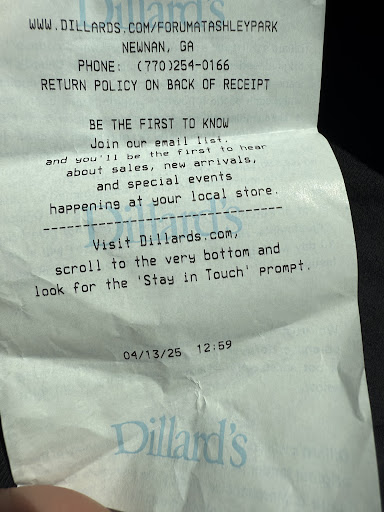 Dillard's
WWW.DILLARDS.COM/FORUMATASHLEYPARK
NEWNAN, GA
PHONE: (770)254-0166
RETURN POLICY ON BACK OF RECEIPT
BE THE FIRST TO KNOW
Join our email list.
and you'll be the first to hear
about sales, new arrivals,
and special events
happening at your local store.
Dillard's
Visit Dillards.com,
scroll to the very bottom and
look for the 'Stay in Touch' prompt.
04/13/25 12:59
Dillard's